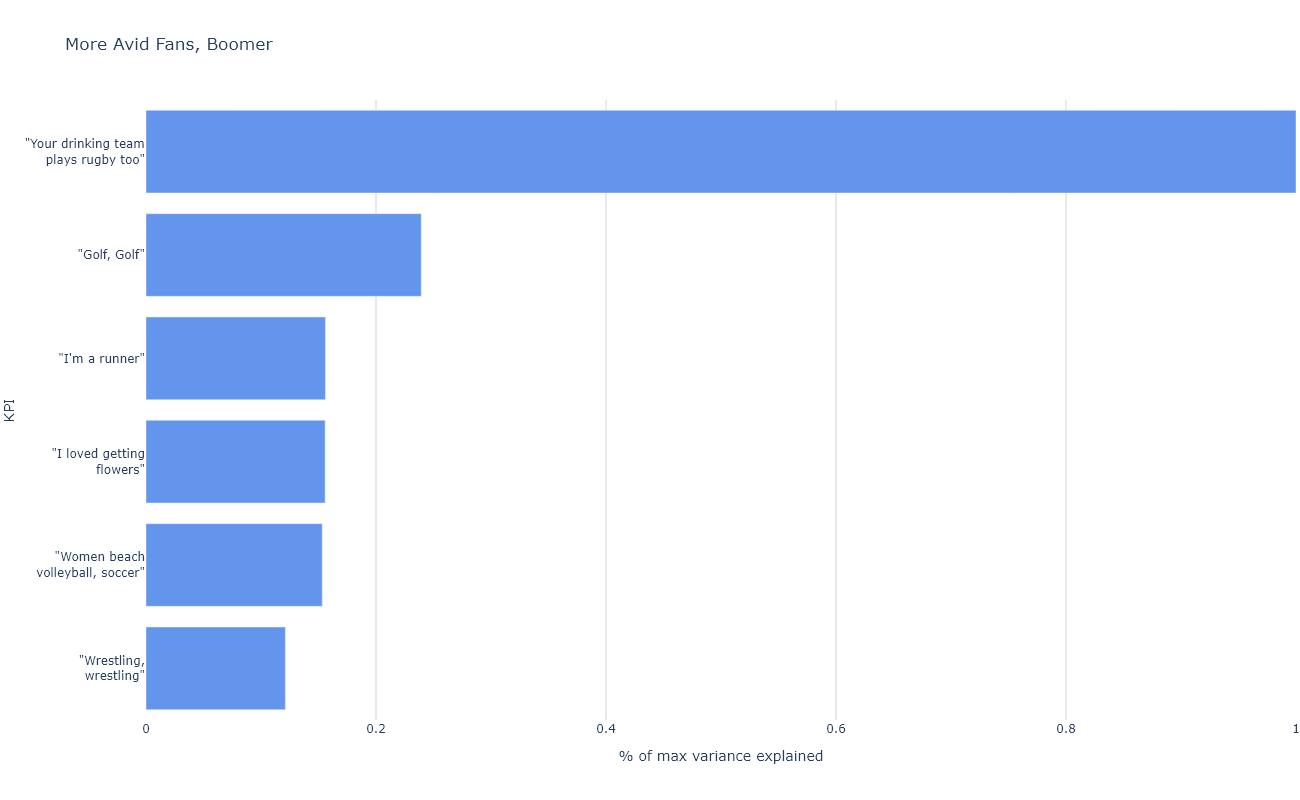 More Avid Fans, Boomer
"Your drinking team
plays rugby too"
"Golf, Golf"
"I'm a runner"
"I loved getting
flowers"
"Women beach
volleyball, soccer"
"Wrestling,
wrestling"
KPI
0 0.2 0.4 0.6 0.8 1
% of max variance explained